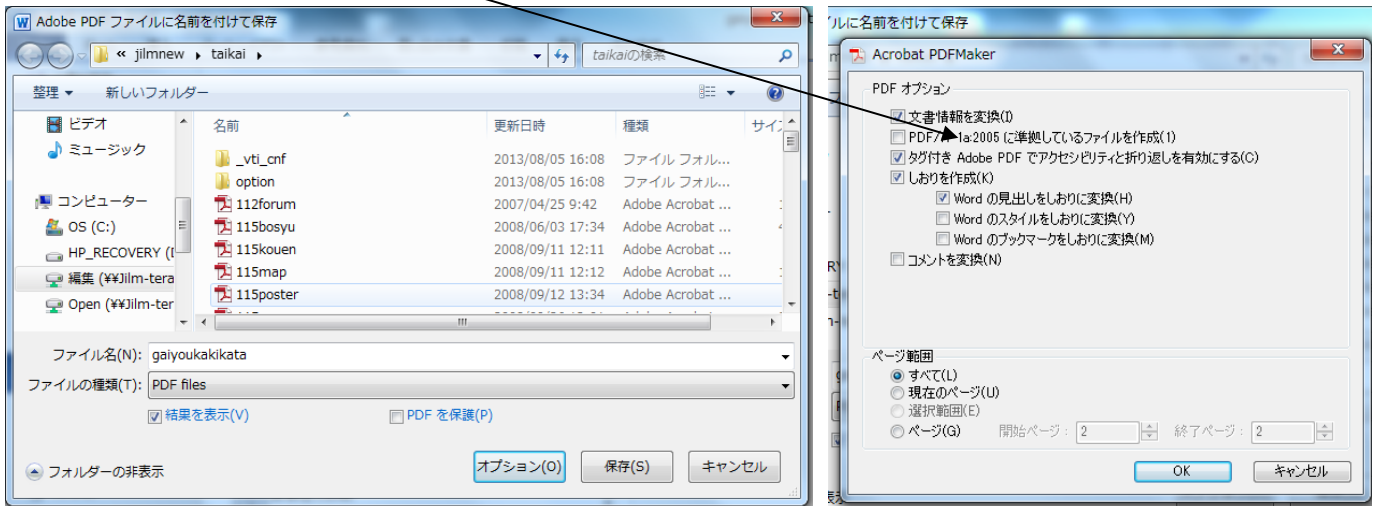 Adobe PDF ファイルに名前を付けて保存
« jilmnew taikai taikaiの検索
整理 新しいフォルダー
ビデオ
ミュージック
コンピューター
OS (C:)
HP_RECOVERY (
編集 (¥¥Jilm-tera
Open (¥¥Jilm-ter
名前 更新日時 種類 サイ
_vti_cnf 2013/08/05 16:08 ファイル フォル...
option 2013/08/05 16:08 ファイル フォル...
112forum 2007/04/25 9:42 Adobe Acrobat ...
115bosyu 2008/06/03 17:34 Adobe Acrobat ...
115kouen 2008/09/11 12:11 Adobe Acrobat ...
115map 2008/09/11 12:12 Adobe Acrobat ...
115poster 2008/09/12 13:34 Adobe Acrobat ...
ファイル名(N): gaiyoukakikata
ファイルの種類(T): PDF files
結果を表示(V) PDF を保護(P)
フォルダーの非表示 オプション(O) 保存(S) キャンセル
ルに名前を付けて保存
Acrobat PDFMaker
PDF オプション
文書情報を変換(I)
PDF/A-1a:2005 に準拠しているファイルを作成(1)
タグ付き Adobe PDF でアクセシビリティと折り返しを有効にする(C)
しおりを作成(K)
Word の見出しをしおりに変換(H)
Word のスタイルをしおりに変換(Y)
Word のブックマークをしおりに変換(M)
コメントを変換(N)
ページ範囲
すべて(L)
現在のページ(U)
選択範囲(E)
ページ(G) 開始ページ: 2 終了ページ: 2
OK キャンセル